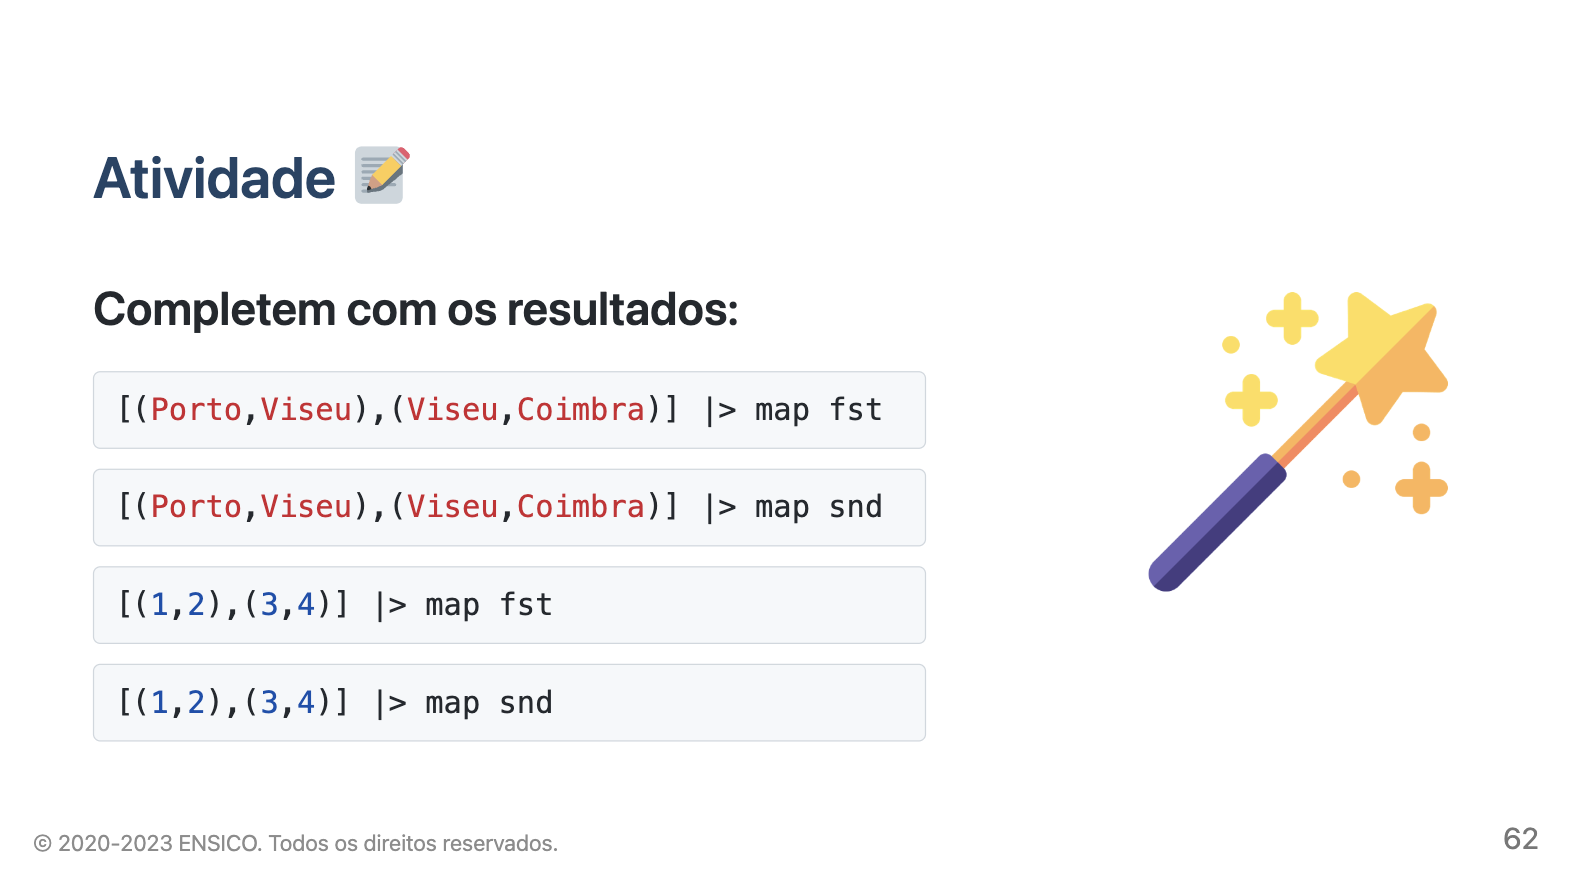 Atividade
Completem com os resultados:
[(Porto,Viseu),(Viseu,Coimbra)] |> map fst
[(Porto,Viseu),(Viseu,Coimbra)] |> map snd
[(1,2),(3,4)] |> map fst
[(1,2),(3,4)] |> map snd
© 2020-2023 ENSICO. Todos os direitos reservados.
62